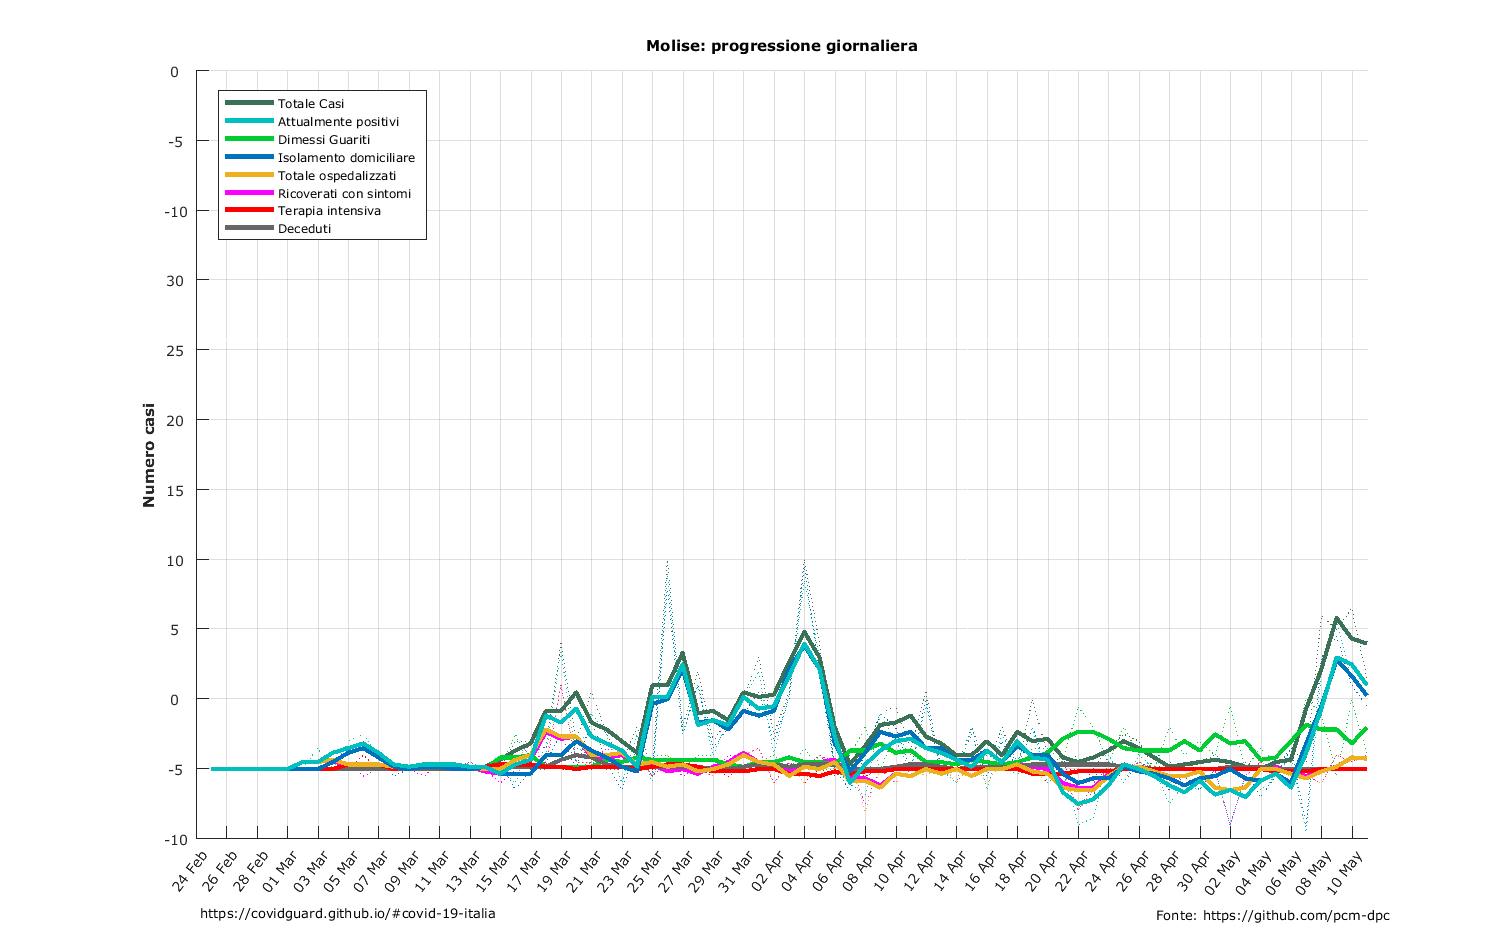 Molise: progressione giornaliera
0
-5
-10
30
25
20
15
10
5
0
-5
-10
Numero casi
Totale Casi
Attualmente positivi
Dimessi Guariti
Isolamento domiciliare
Totale ospedalizzati
Ricoverati con sintomi
Terapia intensiva
Deceduti
24 Feb
26 Feb
28 Feb
01 Mar
03 Mar
05 Mar
07 Mar
09 Mar
11 Mar
13 Mar
15 Mar
17 Mar
19 Mar
21 Mar
23 Mar
25 Mar
27 Mar
29 Mar
31 Mar
02 Apr
04 Apr
06 Apr
08 Apr
10 Apr
12 Apr
14 Apr
16 Apr
18 Apr
20 Apr
22 Apr
24 Apr
26 Apr
28 Apr
30 Apr
02 May
04 May
06 May
08 May
10 May
https://covidguard.github.io/#covid-19-italia
Fonte: https://github.com/pcm-dpc